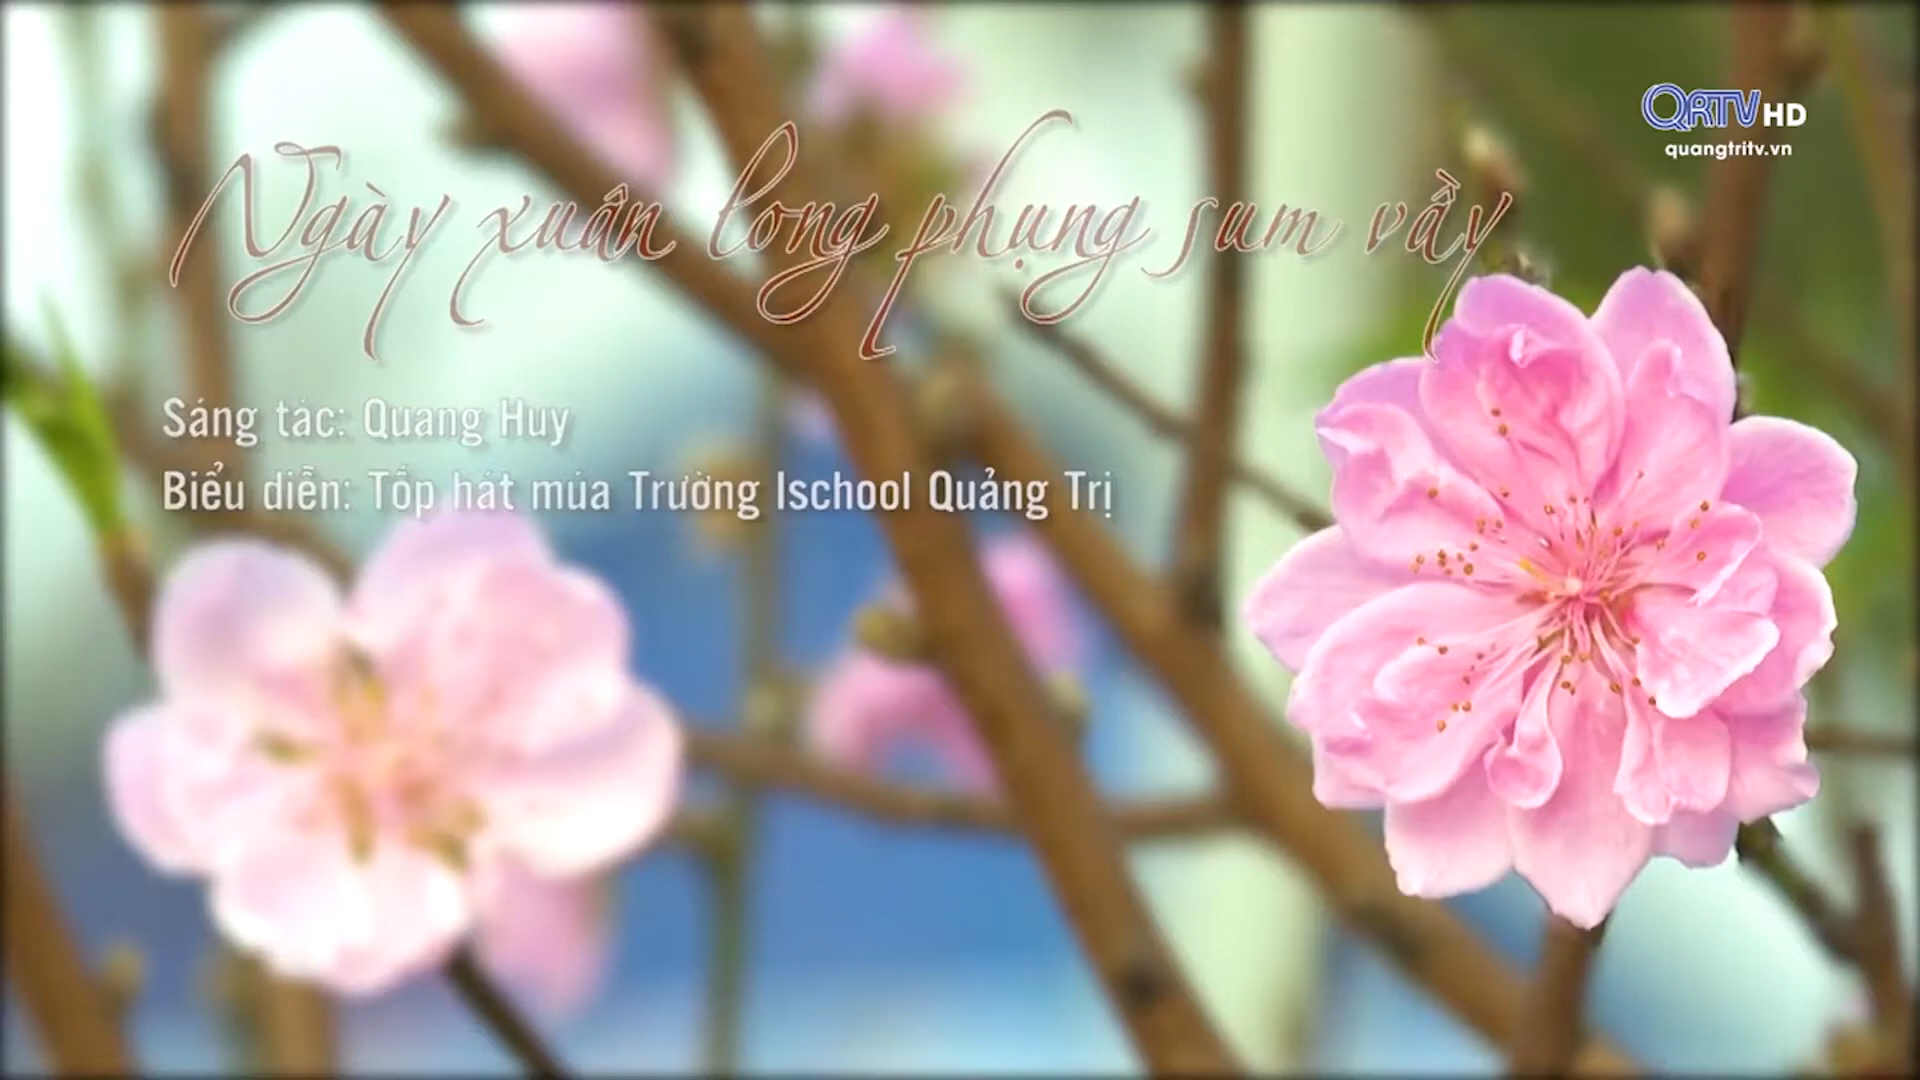 QRTV HD
quangtritv.vn
Ngày xuân long phụng sum vầy
Sáng tác: Quang Huy
Biểu diễn: Tốp hát múa Trường Ischool Quảng Trị